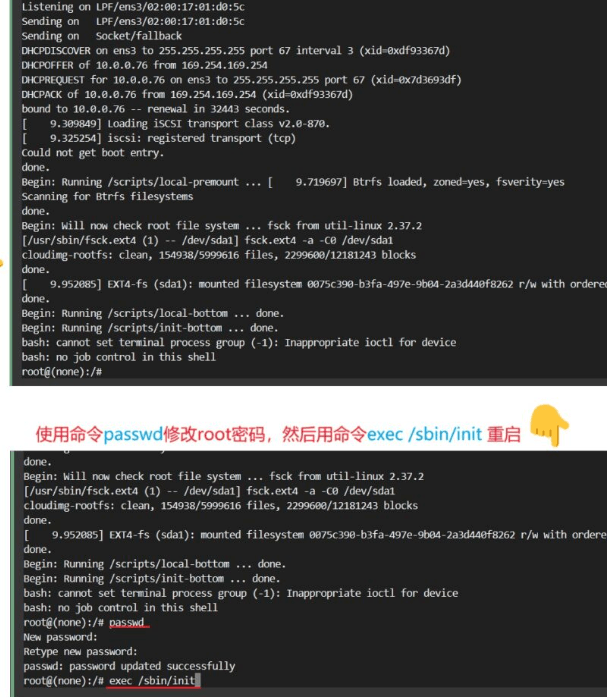 Listening on LPF/ens3/02:00:17:01:d0:5c
Sending on   LPF/ens3/02:00:17:01:d0:5c
Sending on   Socket/fallback
DHCPDISCOVER on ens3 to 255.255.255.255 port 67 interval 3 (xid=0xdf93367d)
DHCPOFFER of 10.0.0.76 from 169.254.169.254
DHCPREQUEST for 10.0.0.76 on ens3 to 255.255.255.255 port 67 (xid=0x7d3693df)
DHCPACK of 10.0.0.76 from 169.254.169.254 (xid=0xdf93367d)
bound to 10.0.0.76 -- renewal in 32443 seconds.
[    9.309849] Loading iSCSI transport class v2.0-870.
[    9.325254] iscsi: registered transport (tcp)
Could not get boot entry.
done.
Begin: Running /scripts/local-premount ... [    9.719697] Btrfs loaded, zoned=yes, fsverity=yes
Scanning for Btrfs filesystems
done.
Begin: Will now check root file system ... fsck from util-linux 2.37.2
[/usr/sbin/fsck.ext4 (1) -- /dev/sda1] fsck.ext4 -a -C0 /dev/sda1
cloudimg-rootfs: clean, 154938/5999616 files, 2299600/12181243 blocks
done.
[    9.952085] EXT4-fs (sda1): mounted filesystem 0075c390-b3fa-497e-9b04-2a3d440f8262 r/w with ordered
done.
Begin: Running /scripts/local-bottom ... done.
Begin: Running /scripts/init-bottom ... done.
bash: cannot set terminal process group (-1): Inappropriate ioctl for device
bash: no job control in this shell
root@(none):/#
使用命令passwd修改root密码，然后用命令exec /sbin/init 重启
done.
Begin: Will now check root file system ... fsck from util-linux 2.37.2
[/usr/sbin/fsck.ext4 (1) -- /dev/sda1] fsck.ext4 -a -C0 /dev/sda1
cloudimg-rootfs: clean, 154938/5999616 files, 2299600/12181243 blocks
done.
[    9.952085] EXT4-fs (sda1): mounted filesystem 0075c390-b3fa-497e-9b04-2a3d440f8262 r/w with ordere
done.
Begin: Running /scripts/local-bottom ... done.
Begin: Running /scripts/init-bottom ... done.
bash: cannot set terminal process group (-1): Inappropriate ioctl for device
bash: no job control in this shell
root@(none):/# passwd
New password:
Retype new password:
passwd: password updated successfully
root@(none):/# exec /sbin/init